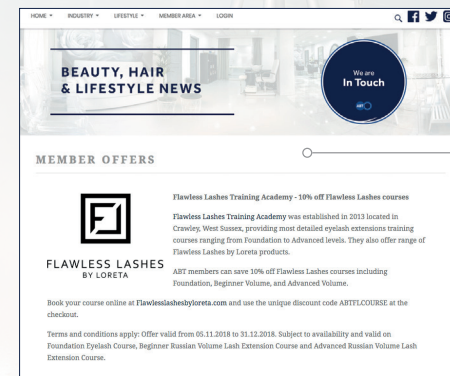 HOME INDUSTRY LIFESTYLE MEMBER AREA LOGIN
BEAUTY, HAIR
& LIFESTYLE NEWS
We are
In Touch
ABT
MEMBER OFFERS
Flawless Lashes Training Academy - 10% off Flawless Lashes courses
Flawless Lashes Training Academy was established in 2013 located in
Crawley, West Sussex, providing most detailed eyelash extensions training
courses ranging from Foundation to Advanced levels. They also offer range of
Flawless Lashes by Loreta products.
FLAWLESS LASHES
BY LORETA
ABT members can save 10% off Flawless Lashes courses including
Foundation, Beginner Volume, and Advanced Volume.
Book your course online at Flawlesslashesbyloreta.com and use the unique discount code ABTFLCOURSE at the
checkout.
Terms and conditions apply: Offer valid from 05.11.2018 to 31.12.2018. Subject to availability and valid on
Foundation Eyelash Course, Beginner Russian Volume Lash Extension Course and Advanced Russian Volume Lash
Extension Course.